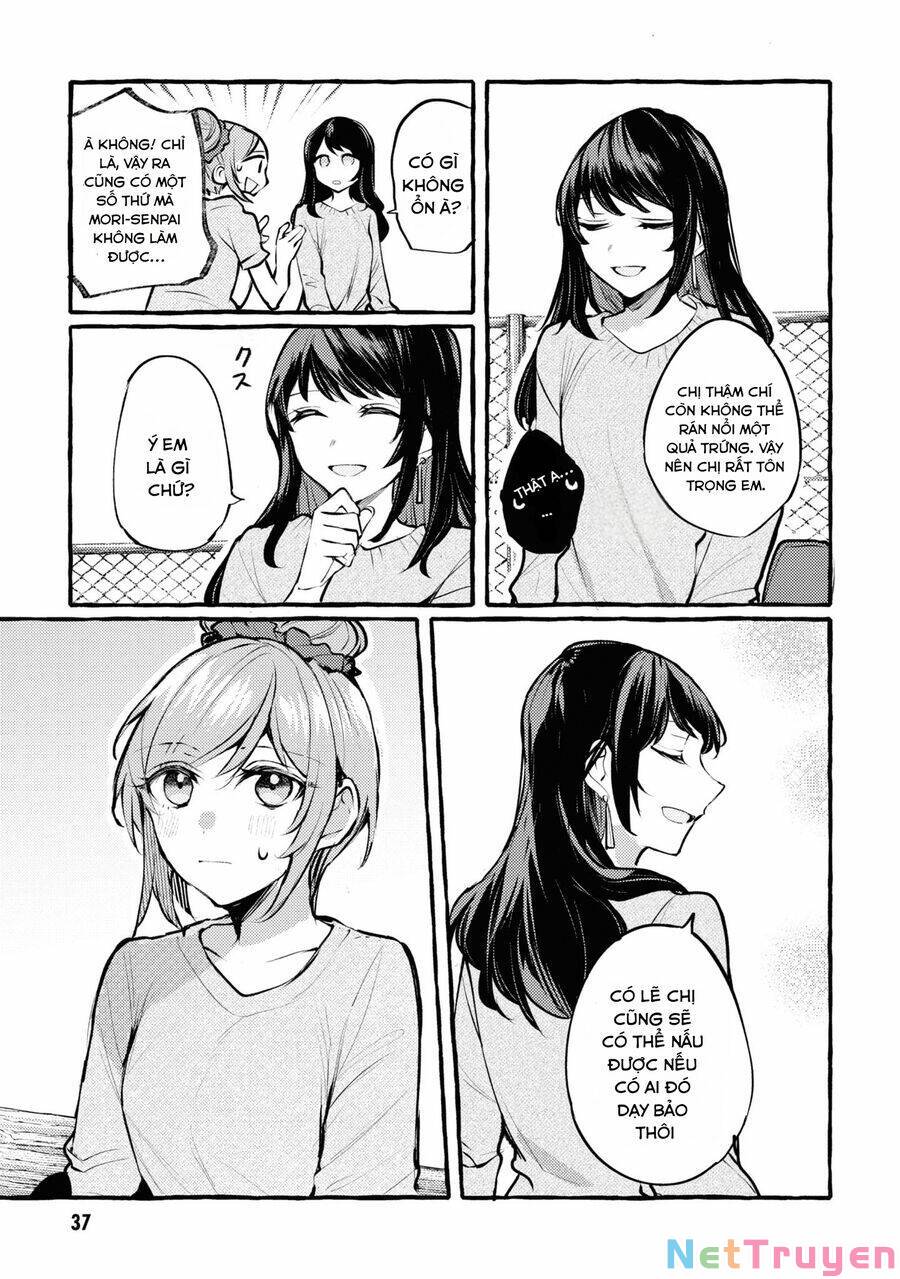 CHỊ THẬM CHÍ
CÒN KHÔNG THỂ
RÁN NỔI MỘT
QUẢ TRỨNG. VẬY
NÊN CHỊ RẤT TÔN
TRỌNG EM.
THẬT À...
...
CÓ GÌ
KHÔNG
ỔN À?
À KHÔNG! CHỈ
LÀ, VẬY RA
CŨNG CÓ MỘT
SỐ THỨ MÀ
MORI-SENPAI
KHÔNG LÀM
ĐƯỢC...
クス
Ý EM
LÀ GÌ
CHỨ?
CÓ LẼ CHỊ
CŨNG SẼ
CÓ THỂ NẤU
ĐƯỢC NẾU
CÓ AI ĐÓ
DẠY BẢO
THÔI
37
NetTruyen